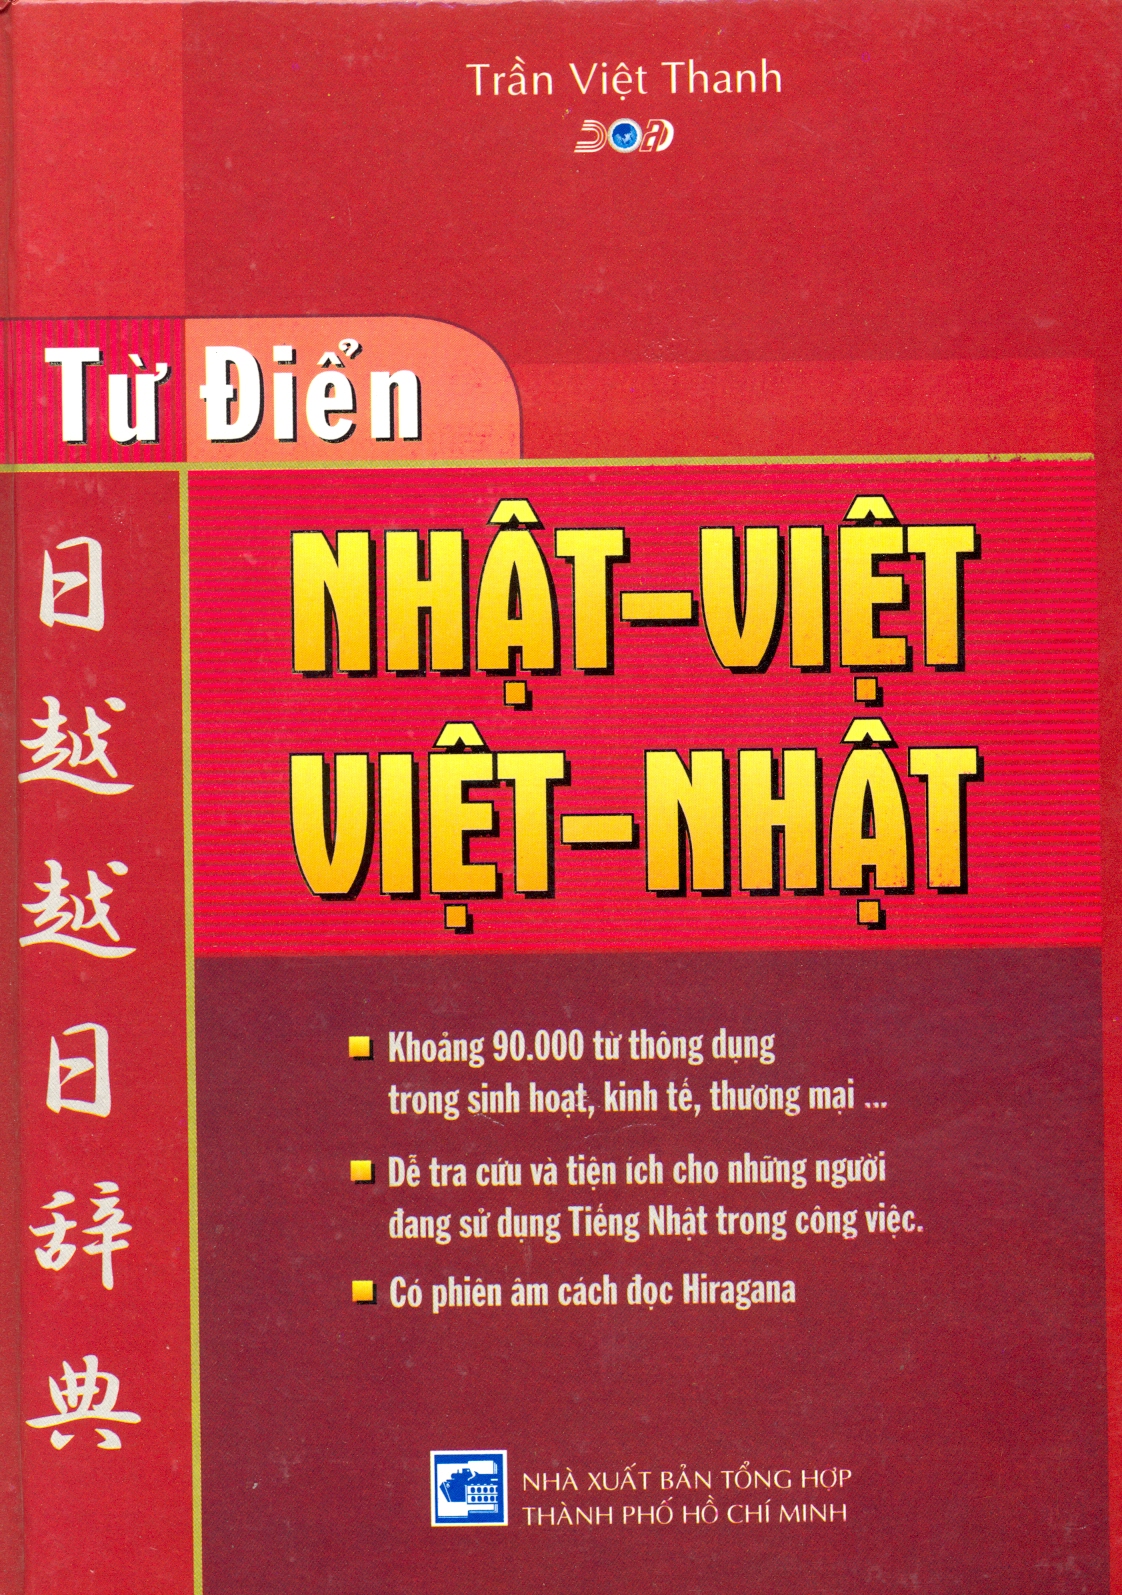 Trần Việt Thanh
Từ Điển
日越越日辞典
NHẬT-VIỆT
VIỆT-NHẬT
Khoảng 90.000 từ thông dụng
trong sinh hoạt, kinh tế, thương mại ...
Dễ tra cứu và tiện ích cho những người
đang sử dụng Tiếng Nhật trong công việc.
Có phiên âm cách đọc Hiragana
NHÀ XUẤT BẢN TỔNG HỢP
THÀNH PHỐ HỒ CHÍ MINH